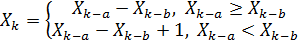 X_k = { X_{k-a} − X_{k-b}, X_{k-a} ≥ X_{k-b}
X_{k-a} − X_{k-b} + 1, X_{k-a} < X_{k-b}